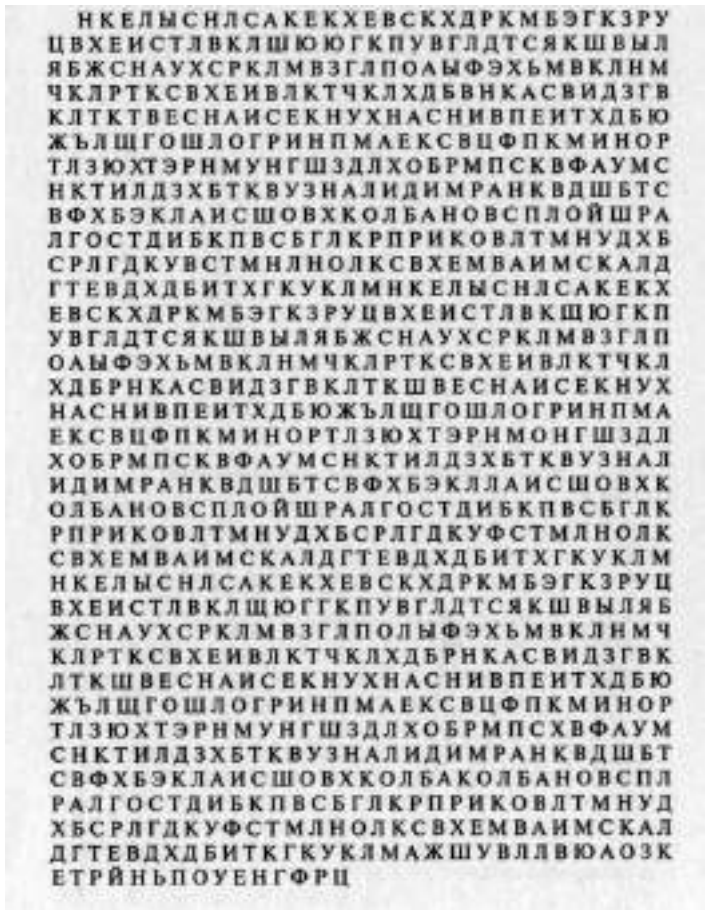 НКЕЛЫСНЛСАКЕКХЕВСКХДРКМБЭГКЗРУ
ЦВХЕИСТЛВКЛШЮЮГКПУВГЛДТСЯКШВЫЛ
ЯБЖСНАУХСРКЛМВЗГЛПОАЫФЭХЬМВКЛНМ
ЧКЛРТКСВХЕИВЛКТЧКЛХДБВНКАСВИДЗГВ
КЛТКТВЕСНАИСЕКНУХНАСНИВПЕИТХДБЮ
ЖЪЛЩГОШЛОГРИНПМАЕКСВЦФПКМИНОР
ТЛЗЮХТЭРНМУНГШЗДЛХОБРМПСКВФАУМС
НКТИЛДЗХБТКВУЗНАЛИДИМРАНКВДШБТС
ВФХБЭКЛАИСШОВХКОЛБАНОВСПЛОЙШРА
ЛГОСТДИБКПВСБГЛКРПРИКОВЛТМНУДХБ
СРЛГДКУВСТМНЛНОЛКСВХЕМВАИМСКАЛД
ГТЕВДХДБИТХГКУКЛМНКЕЛЫСНЛСАКЕКХ
ЕВСКХДРКМБЭГКЗРУЦВХЕИСТЛВКЩЮГКП
УВГЛДТСЯКШВЫЛЯБЖСНАУХСРКЛМВЗГЛП
ОАЫФЭХЬМВКЛНМЧКЛРТКСВХЕИВЛКТЧКЛ
ХДБРНКАСВИДЗГВКЛТКШВЕСНАИСЕКНУХ
НАСНИВПЕИТХДБЮЖЪЛЩГОШЛОГРИНПМА
ЕКСВЦФПКМИНОРТЛЗЮХТЭРНМОНГШЗДЛ
ХОБРМПСКВФАУМСНКТИЛДЗХБТКВУЗНАЛ
ИДИМРАНКВДШБТСВФХБЭКЛЛАИСШОВХК
ОЛБАНОВСПЛОЙШРАЛГОСТДИБКПВСБГЛК
РПРИКОВЛТМНУДХБСРЛГДКУФСТМЛНОЛК
СВХЕМВАИМСКАЛДГТЕВДХДБИТХГКУКЛМ
НКЕЛЫСНЛСАКЕКХЕВСКХДРКМБЭГКЗРУЦ
ВХЕИСТЛВКЛЩЮГГКПУВГЛДТСЯКШВЫЛЯБ
ЖСНАУХСРКЛМВЗГЛПОЛЫФЭХЬМВКЛНМЧ
КЛРТКСВХЕИВЛКТЧКЛХДБРНКАСВИДЗГВК
ЛТКШВЕСНАИСЕКНУХНАСНИВПЕИТХДБЮ
ЖЪЛЩГОШЛОГРИНПМАЕКСВЦФПКМИНОР
ТЛЗЮХТЭРНМУНГШЗДЛХОБРМПСХВФАУМ
СНКТИЛДЗХБТКВУЗНАЛИДИМРАНКВДШБТ
СВФХБЭКЛАИСШОВХКОЛБАКОЛБАНОВСПЛ
РАЛГОСТДИБКПВСБГЛКРПРИКОВЛТМНУД
ХБСРЛГДКУФСТМЛНОЛКСВХЕМВАИМСКАЛ
ДГТЕВДХДБИТКГКУКЛМАЖШУВЛЛВЮАОЗК
ЕТРЙНЬПОУЕНГФРЦ